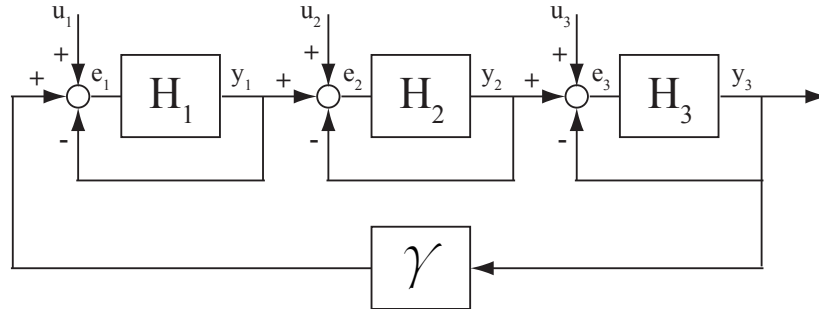 u₁ u₂ u₃
+ + +
+ e₁ H₁ y₁ + e₂ H₂ y₂ + e₃ H₃ y₃
- - -
γ